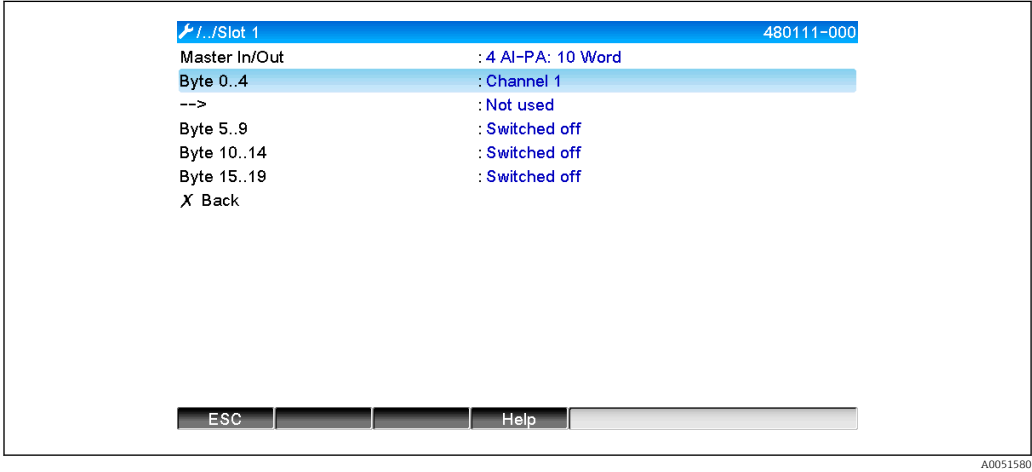 /../Slot 1 480111-000
Master In/Out : 4 AI-PA: 10 Word
Byte 0..4 : Channel 1
--> : Not used
Byte 5..9 : Switched off
Byte 10..14 : Switched off
Byte 15..19 : Switched off
X Back
ESC Help
A0051580